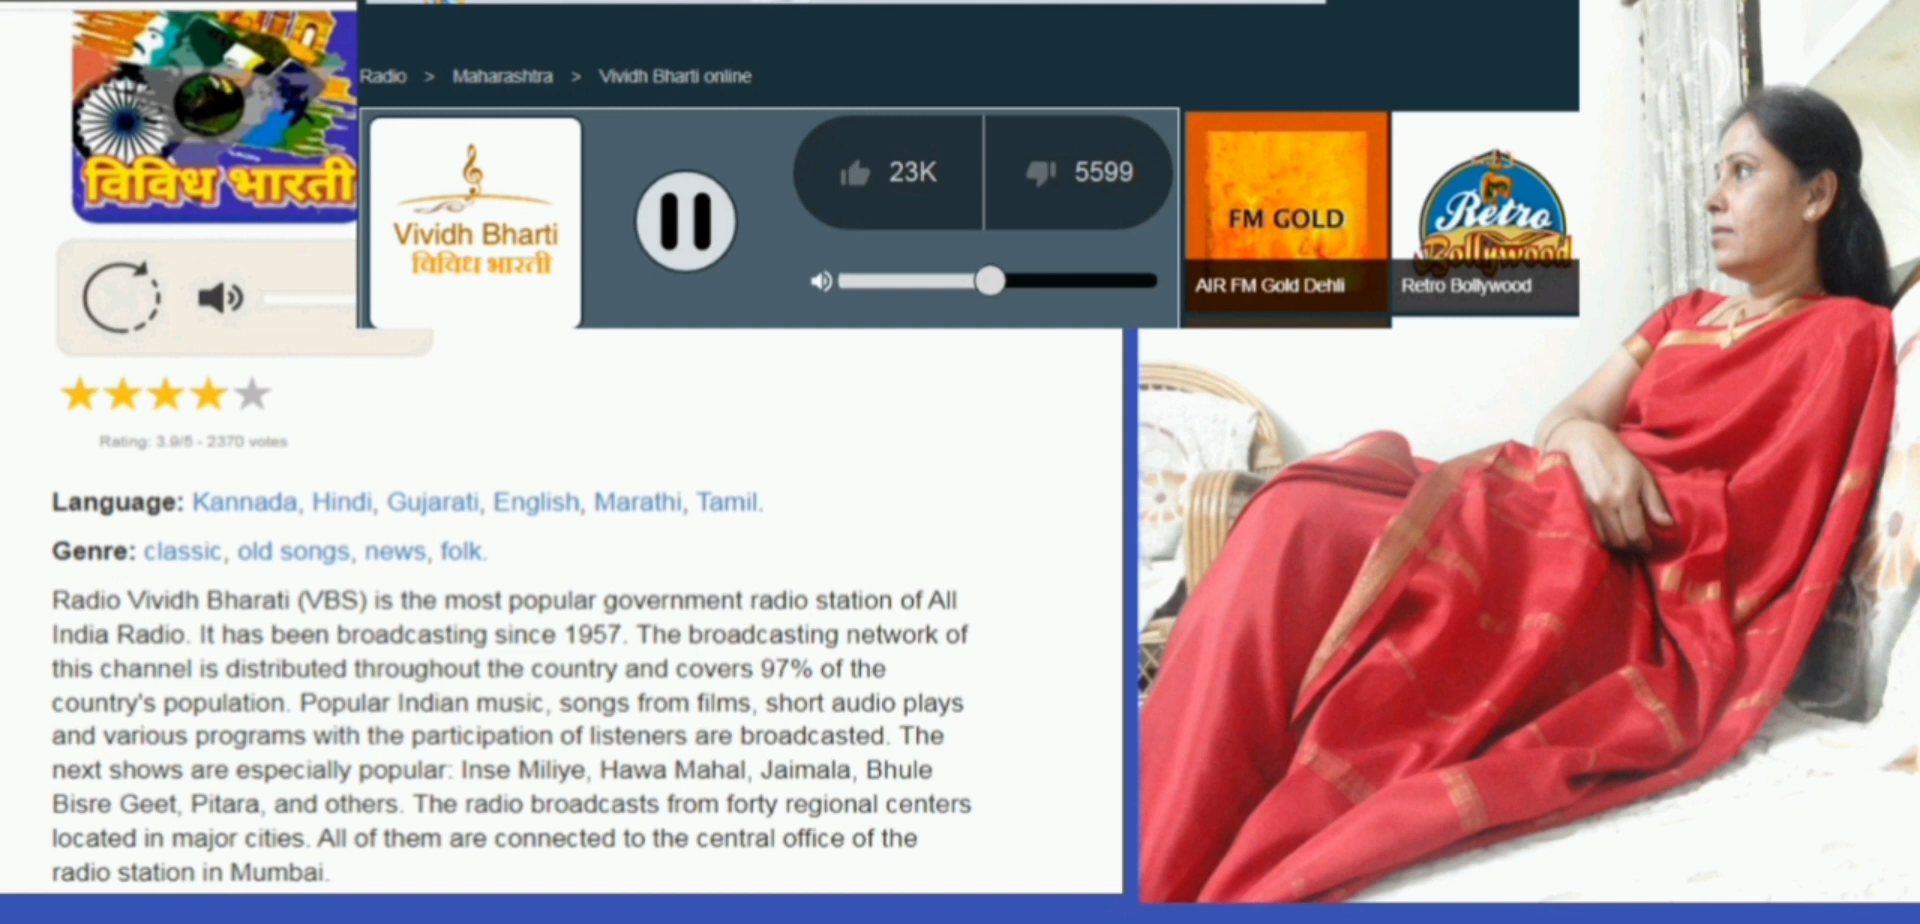 विविध भारती
Radio > Maharashtra > Vividh Bharti online
Vividh Bharti
विविध भारती
23K
5599
FM GOLD
AIR FM Gold Dehli
Retro
Bollywood
Retro Bollywood
Rating: 3.9/5 - 2370 votes
Language: Kannada, Hindi, Gujarati, English, Marathi, Tamil.
Genre: classic, old songs, news, folk.
Radio Vividh Bharati (VBS) is the most popular government radio station of All
India Radio. It has been broadcasting since 1957. The broadcasting network of
this channel is distributed throughout the country and covers 97% of the
country's population. Popular Indian music, songs from films, short audio plays
and various programs with the participation of listeners are broadcasted. The
next shows are especially popular: Inse Miliye, Hawa Mahal, Jaimala, Bhule
Bisre Geet, Pitara, and others. The radio broadcasts from forty regional centers
located in major cities. All of them are connected to the central office of the
radio station in Mumbai.